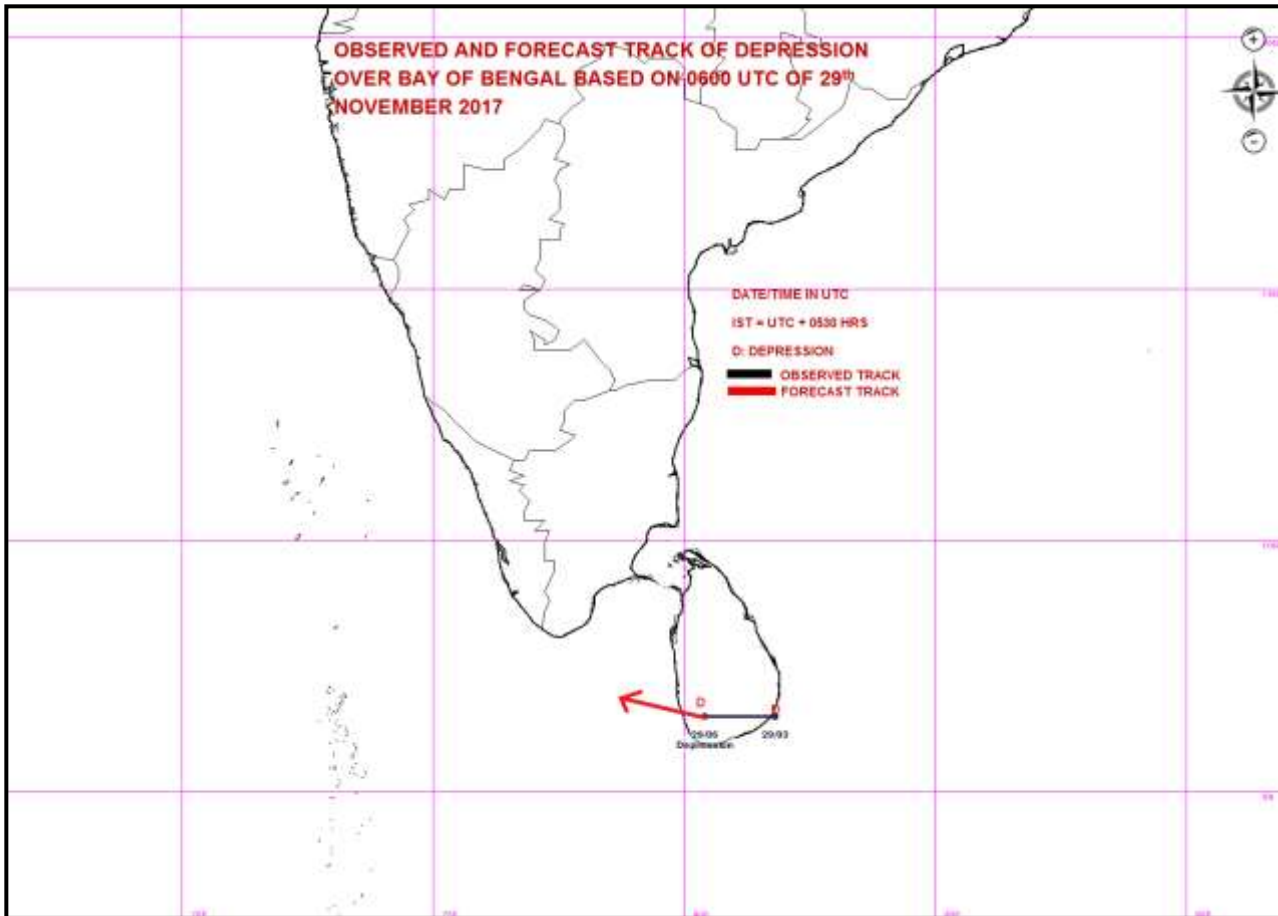 OBSERVED AND FORECAST TRACK OF DEPRESSION
OVER BAY OF BENGAL BASED ON 0600 UTC OF 29th
NOVEMBER 2017
DATE/TIME IN UTC
IST = UTC + 0530 HRS
D: DEPRESSION
OBSERVED TRACK
FORECAST TRACK
D
D
29/06
29/03